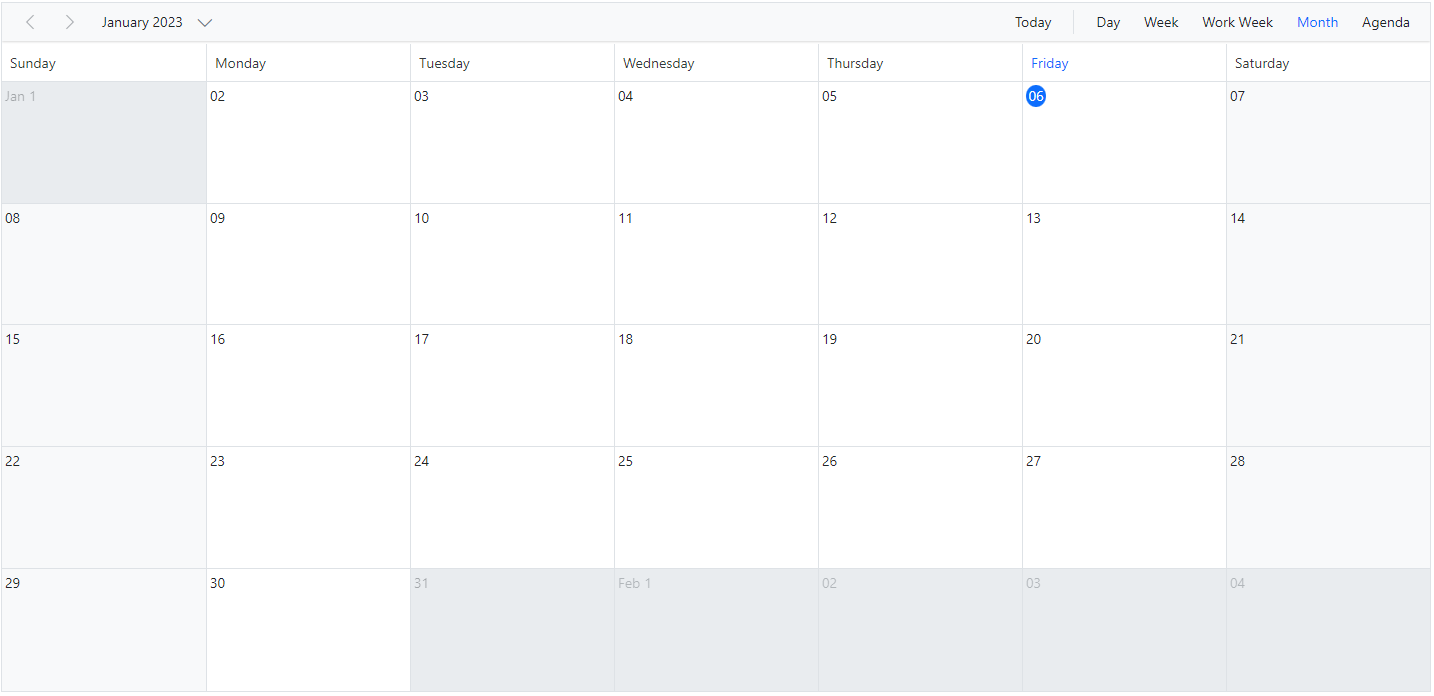 January 2023 Today Day Week Work Week Month Agenda
Sunday Monday Tuesday Wednesday Thursday Friday Saturday
Jan 1 02 03 04 05 06 07
08 09 10 11 12 13 14
15 16 17 18 19 20 21
22 23 24 25 26 27 28
29 30 31 Feb 1 02 03 04